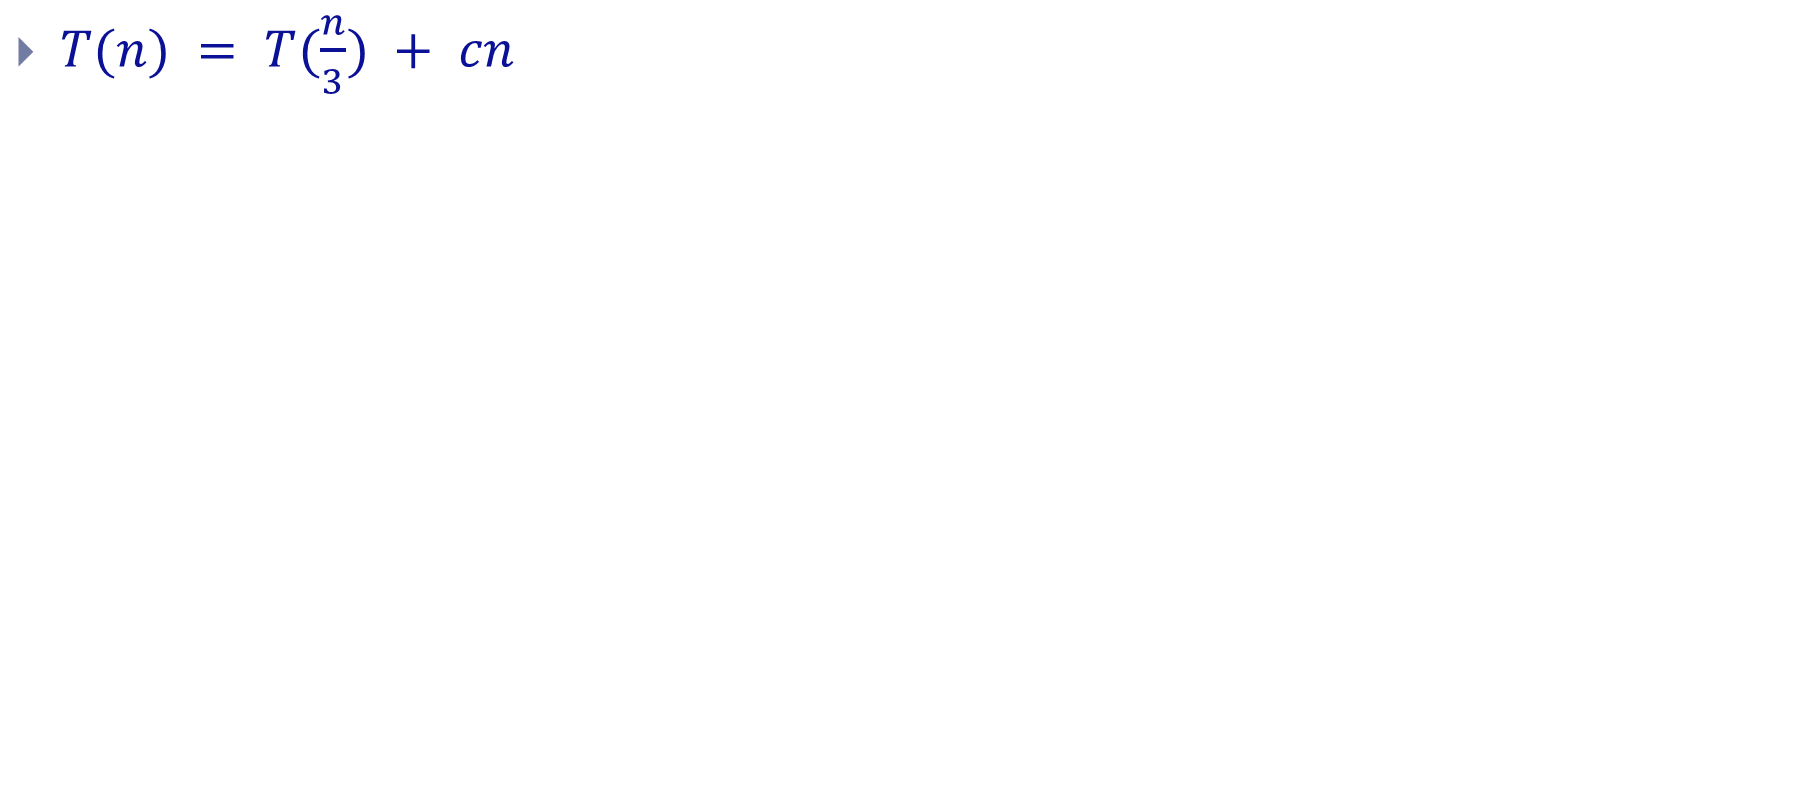 T(n) = T(n/3) + cn